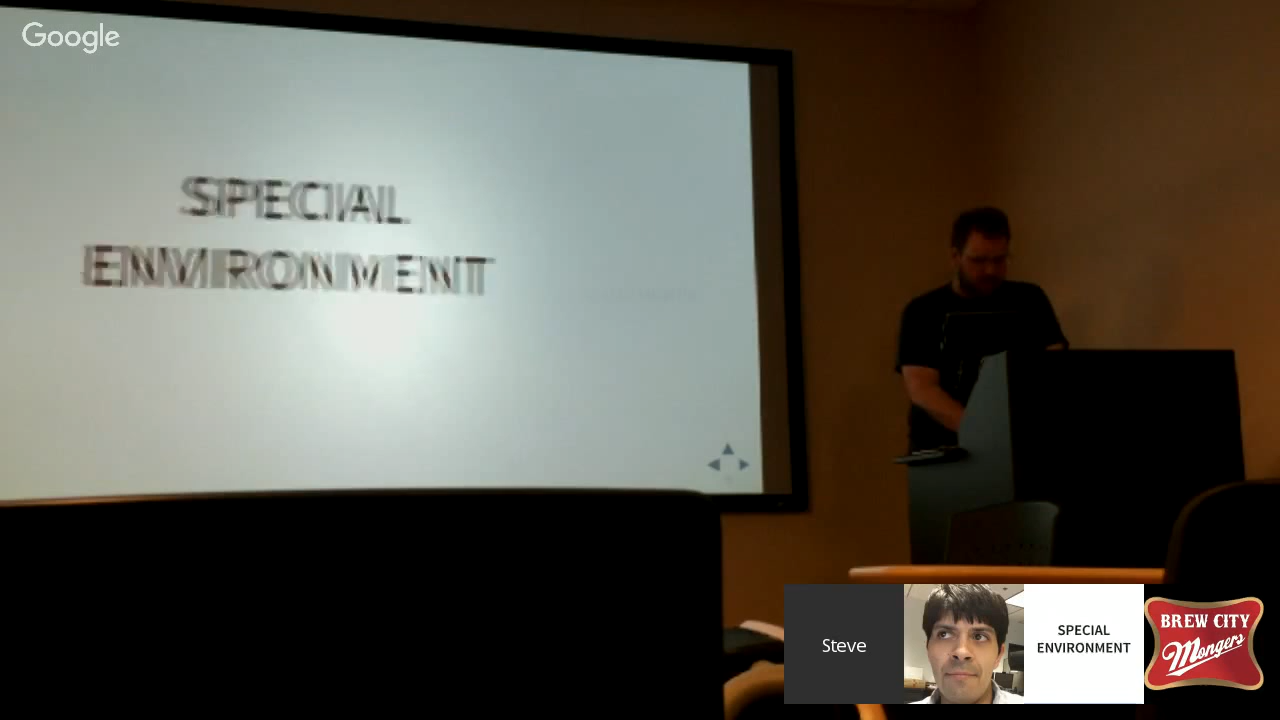 Google
SPECIAL
ENVIRONMENT
Steve
SPECIAL
ENVIRONMENT
BREW CITY
Mongers